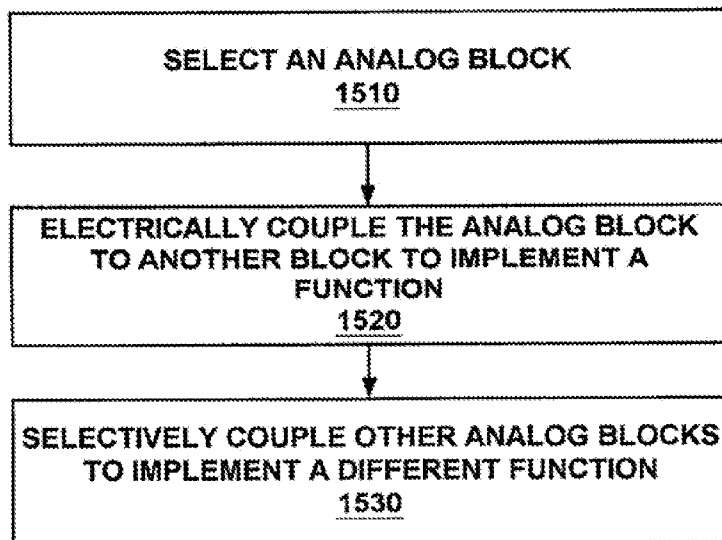 SELECT AN ANALOG BLOCK
1510
ELECTRICALLY COUPLE THE ANALOG BLOCK
TO ANOTHER BLOCK TO IMPLEMENT A
FUNCTION
1520
SELECTIVELY COUPLE OTHER ANALOG BLOCKS
TO IMPLEMENT A DIFFERENT FUNCTION
1530